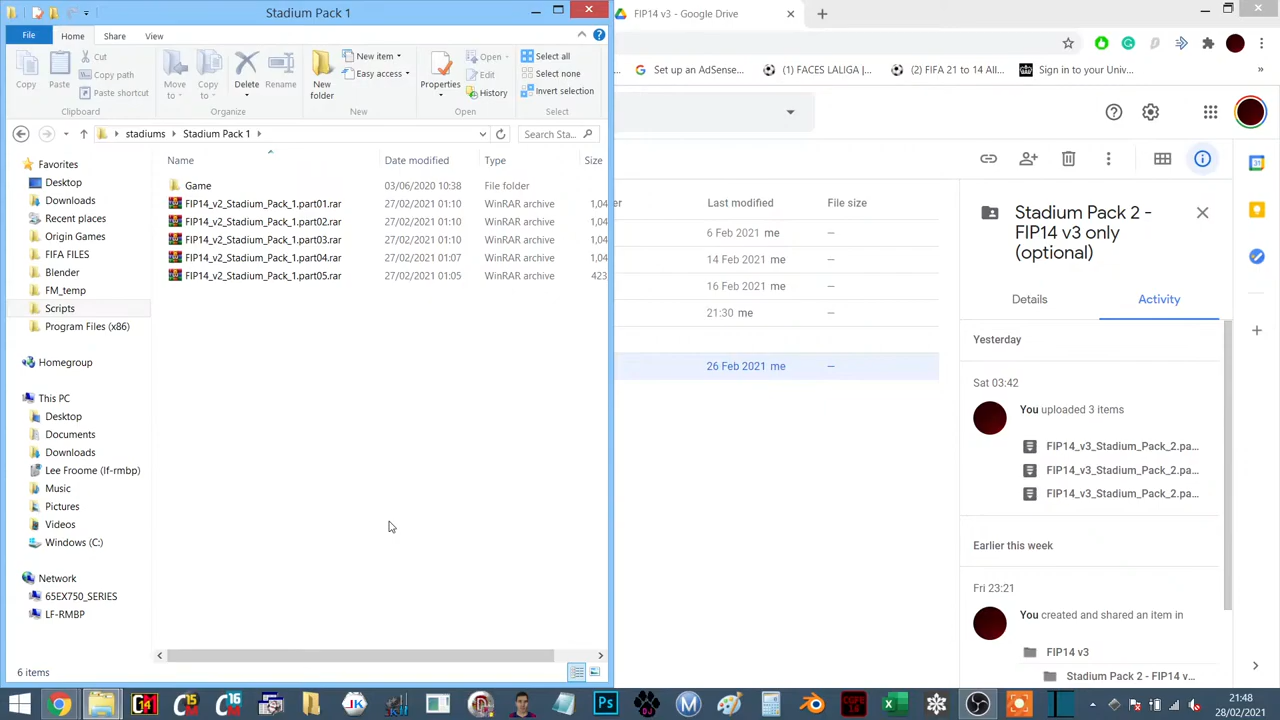 Stadium Pack 1
File Home Share View
Copy Paste Cut Copy path Paste shortcut
Clipboard
Move to Copy to Delete Rename
Organize
New folder New item Easy access
New
Properties Open Edit History
Open
Select all Select none Invert selection
Select
stadiums Stadium Pack 1 Search Sta...
Name Date modified Type Size
Game 03/06/2020 10:38 File folder
FIP14_v2_Stadium_Pack_1.part01.rar 27/02/2021 01:10 WinRAR archive 1,04
FIP14_v2_Stadium_Pack_1.part02.rar 27/02/2021 01:10 WinRAR archive 1,04
FIP14_v2_Stadium_Pack_1.part03.rar 27/02/2021 01:10 WinRAR archive 1,04
FIP14_v2_Stadium_Pack_1.part04.rar 27/02/2021 01:07 WinRAR archive 1,04
FIP14_v2_Stadium_Pack_1.part05.rar 27/02/2021 01:05 WinRAR archive 423
Favorites
Desktop
Downloads
Recent places
Origin Games
FIFA FILES
Blender
FM_temp
Scripts
Program Files (x86)
Homegroup
This PC
Desktop
Documents
Downloads
Lee Froome (lf-rmbp)
Music
Pictures
Videos
Windows (C:)
Network
65EX750_SERIES
LF-RMBP
6 items
FIP14 v3 - Google Drive
Set up an AdSense... (1) FACES LALIGA |... (2) FIFA 21 to 14 All... Sign in to your Univ...
Last modified File size
6 Feb 2021 me —
14 Feb 2021 me —
16 Feb 2021 me —
21:30 me —
26 Feb 2021 me —
Stadium Pack 2 -
FIP14 v3 only
(optional)
Details Activity
Yesterday
Sat 03:42
You uploaded 3 items
FIP14_v3_Stadium_Pack_2.pa...
FIP14_v3_Stadium_Pack_2.pa...
FIP14_v3_Stadium_Pack_2.pa...
Earlier this week
Fri 23:21
You created and shared an item in
FIP14 v3
Stadium Pack 2 - FIP14 v...
21:48
28/02/2021